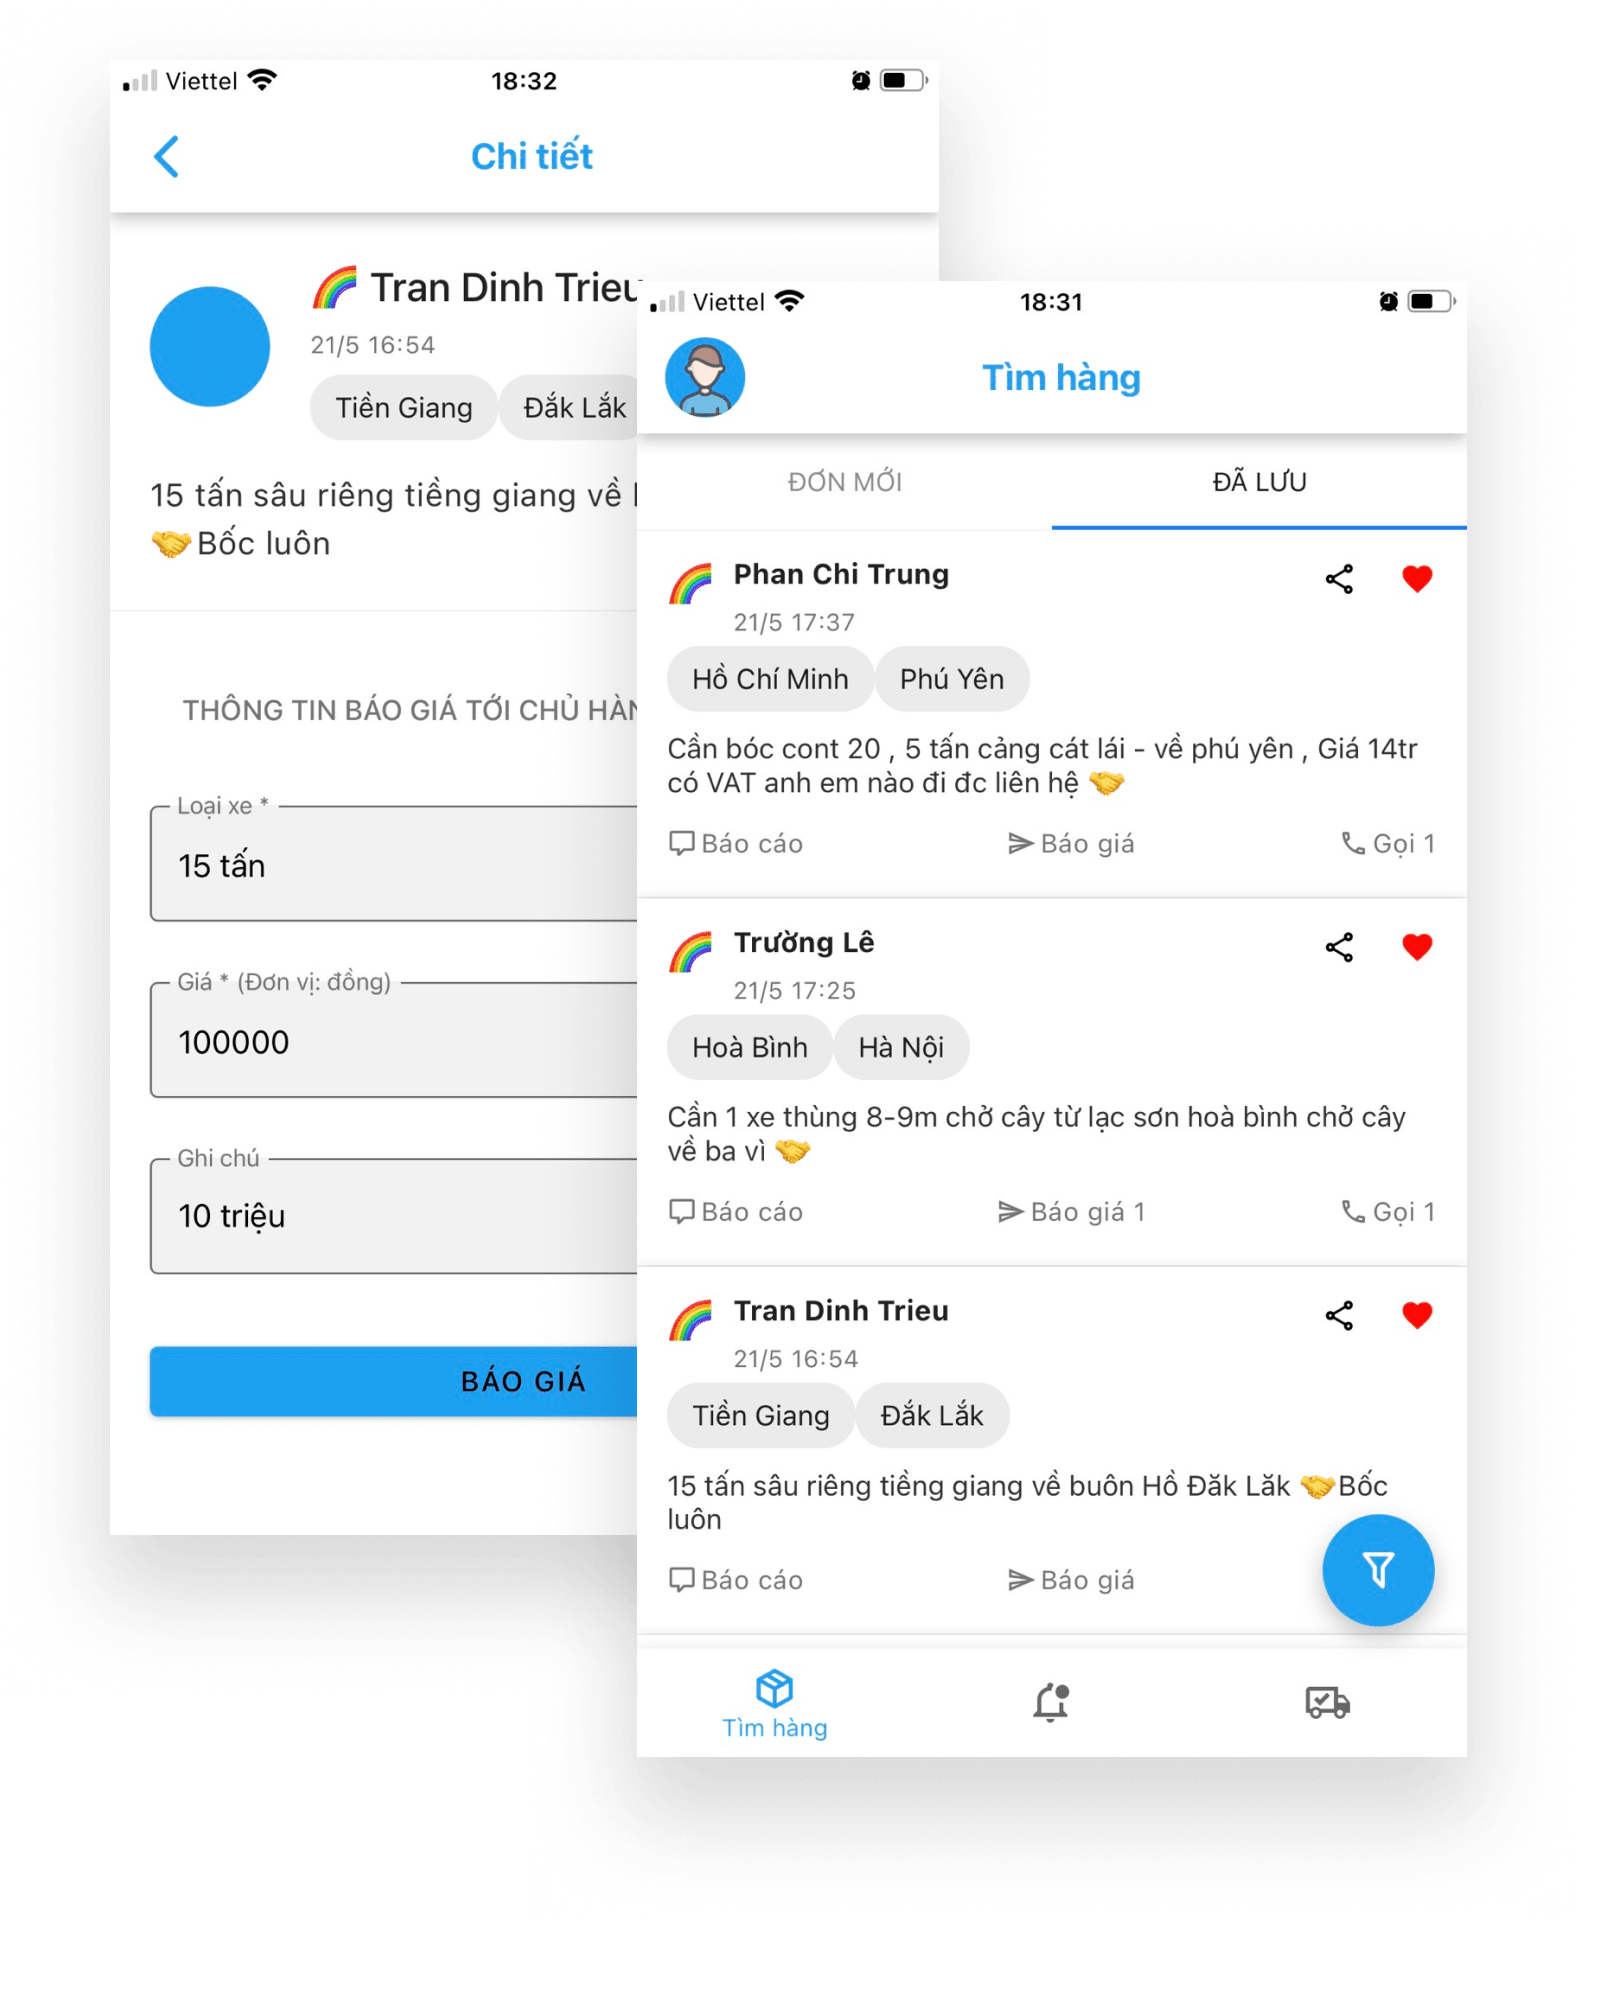 Viettel 18:32
Chi tiết
🌈 Tran Dinh Trieu
21/5 16:54
Tiền Giang Đắk Lắk
15 tấn sâu riêng tiềng giang về
🤝Bốc luôn
THÔNG TIN BÁO GIÁ TỚI CHỦ HÀN
Loại xe *
15 tấn
Giá * (Đơn vị: đồng)
100000
Ghi chú
10 triệu
BÁO GIÁ
Viettel 18:31
Tìm hàng
ĐƠN MỚI ĐÃ LƯU
🌈 Phan Chi Trung
21/5 17:37
Hồ Chí Minh Phú Yên
Cần bóc cont 20 , 5 tấn cảng cát lái - về phú yên , Giá 14tr
có VAT anh em nào đi đc liên hệ 🤝
Báo cáo Báo giá Gọi 1
🌈 Trường Lê
21/5 17:25
Hoà Bình Hà Nội
Cần 1 xe thùng 8-9m chở cây từ lạc sơn hoà bình chở cây
về ba vì 🤝
Báo cáo Báo giá 1 Gọi 1
🌈 Tran Dinh Trieu
21/5 16:54
Tiền Giang Đắk Lắk
15 tấn sâu riêng tiềng giang về buôn Hồ Đăk Lăk 🤝Bốc
luôn
Báo cáo Báo giá
Tìm hàng